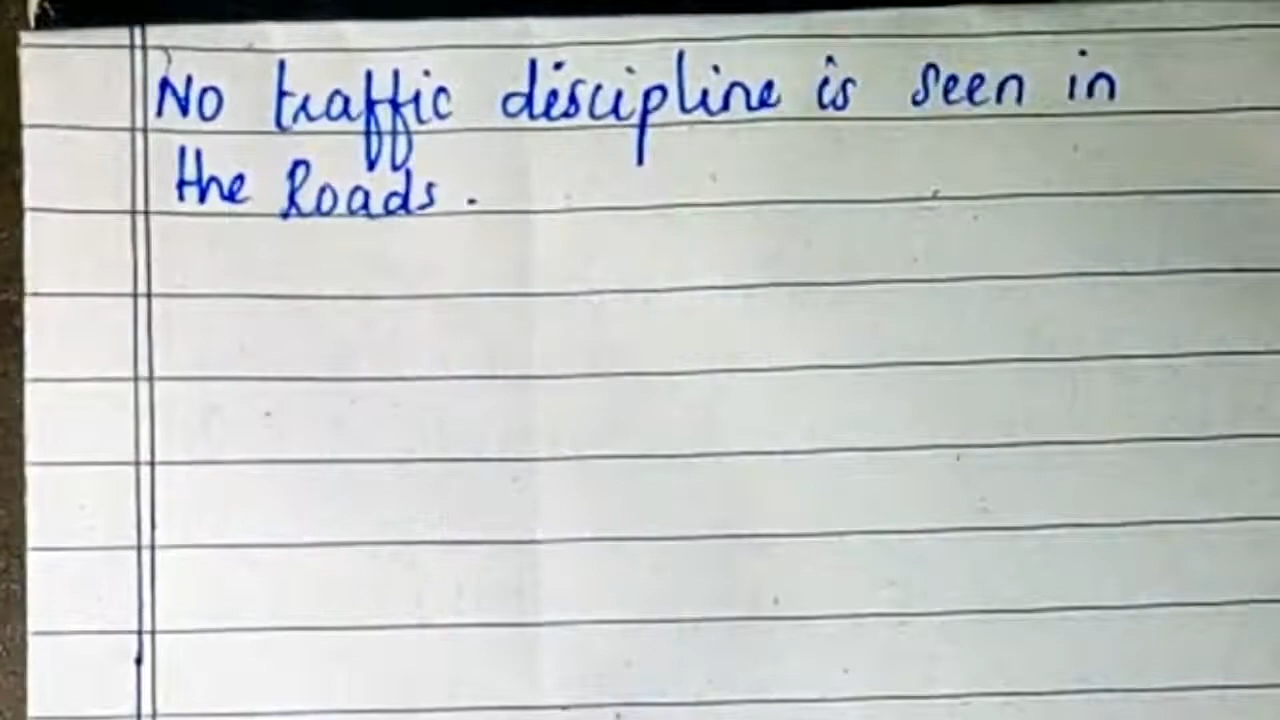 No traffic discipline is seen in
the Roads.